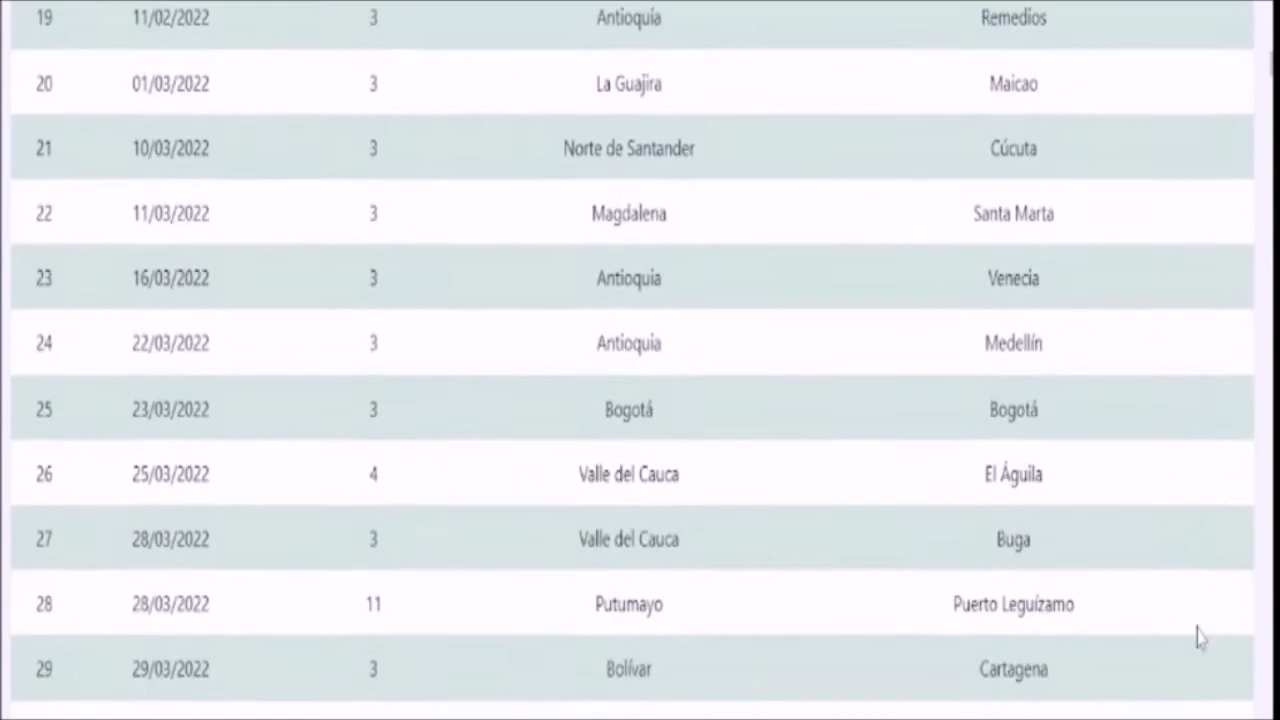 19 11/02/2022 3 Antioquia Remedios
20 01/03/2022 3 La Guajira Maicao
21 10/03/2022 3 Norte de Santander Cúcuta
22 11/03/2022 3 Magdalena Santa Marta
23 16/03/2022 3 Antioquia Venecia
24 22/03/2022 3 Antioquia Medellín
25 23/03/2022 3 Bogotá Bogotá
26 25/03/2022 4 Valle del Cauca El Águila
27 28/03/2022 3 Valle del Cauca Buga
28 28/03/2022 11 Putumayo Puerto Leguízamo
29 29/03/2022 3 Bolívar Cartagena